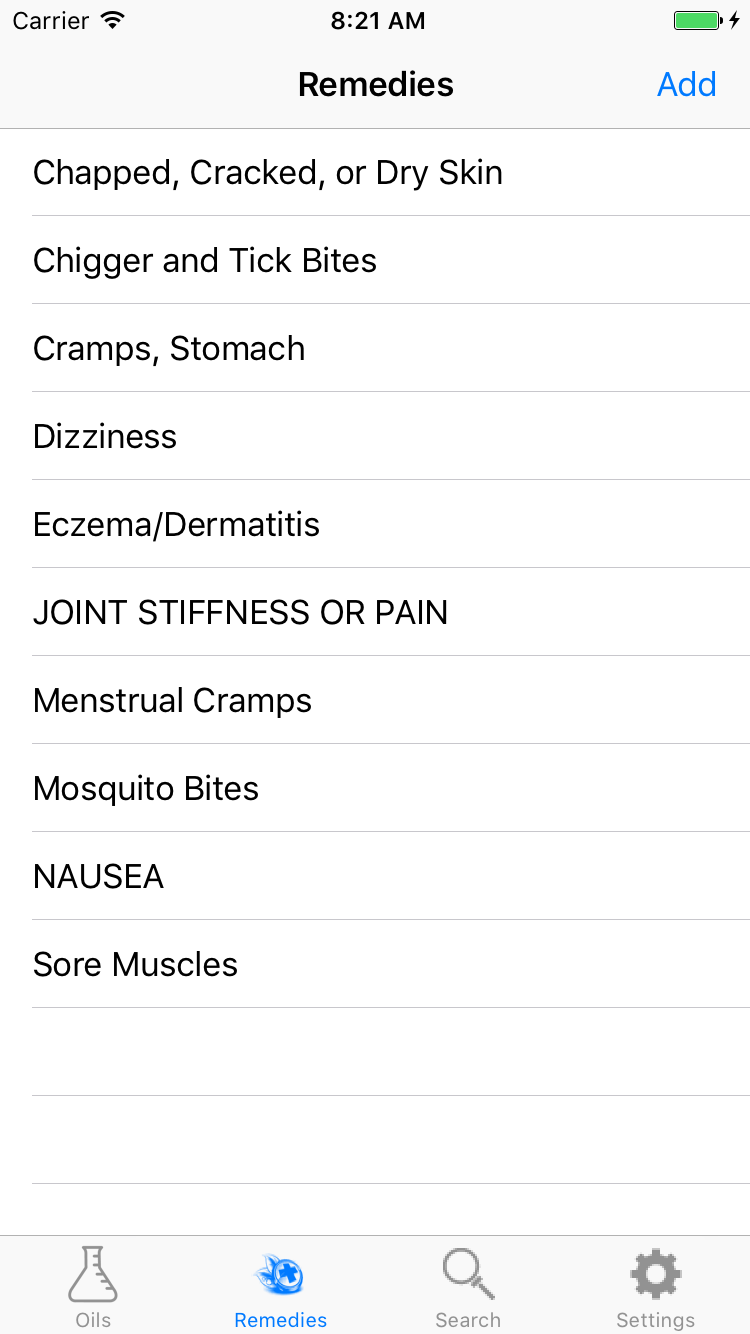 Carrier 8:21 AM
Remedies Add
Chapped, Cracked, or Dry Skin
Chigger and Tick Bites
Cramps, Stomach
Dizziness
Eczema/Dermatitis
JOINT STIFFNESS OR PAIN
Menstrual Cramps
Mosquito Bites
NAUSEA
Sore Muscles
Oils Remedies Search Settings